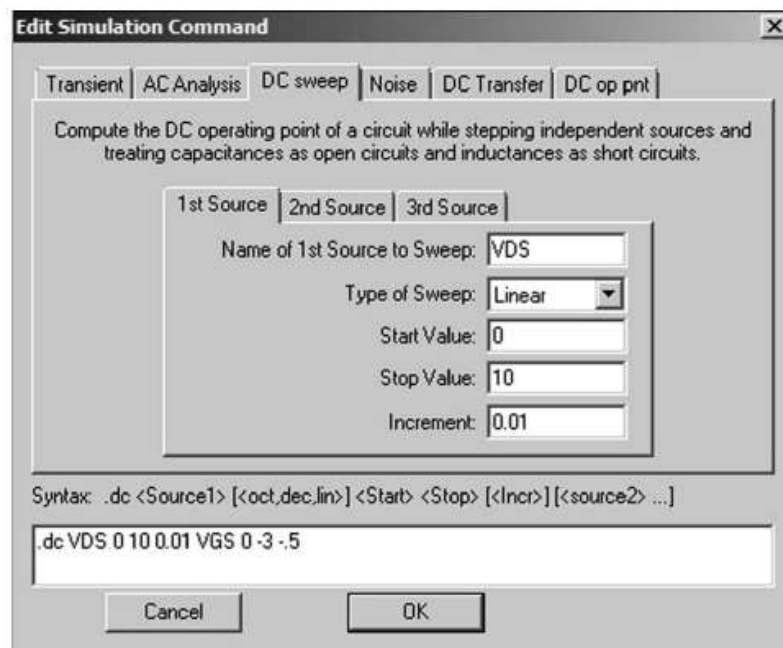 Edit Simulation Command
Transient AC Analysis DC sweep Noise DC Transfer DC op pnt
Compute the DC operating point of a circuit while stepping independent sources and
treating capacitances as open circuits and inductances as short circuits.
1st Source 2nd Source 3rd Source
Name of 1st Source to Sweep: VDS
Type of Sweep: Linear
Start Value: 0
Stop Value: 10
Increment: 0.01
Syntax: .dc <Source1> [<oct,dec,lin>] <Start> <Stop> [<Incr>] [<source2> ...]
.dc VDS 0 10 0.01 VGS 0 -3 -.5
Cancel OK